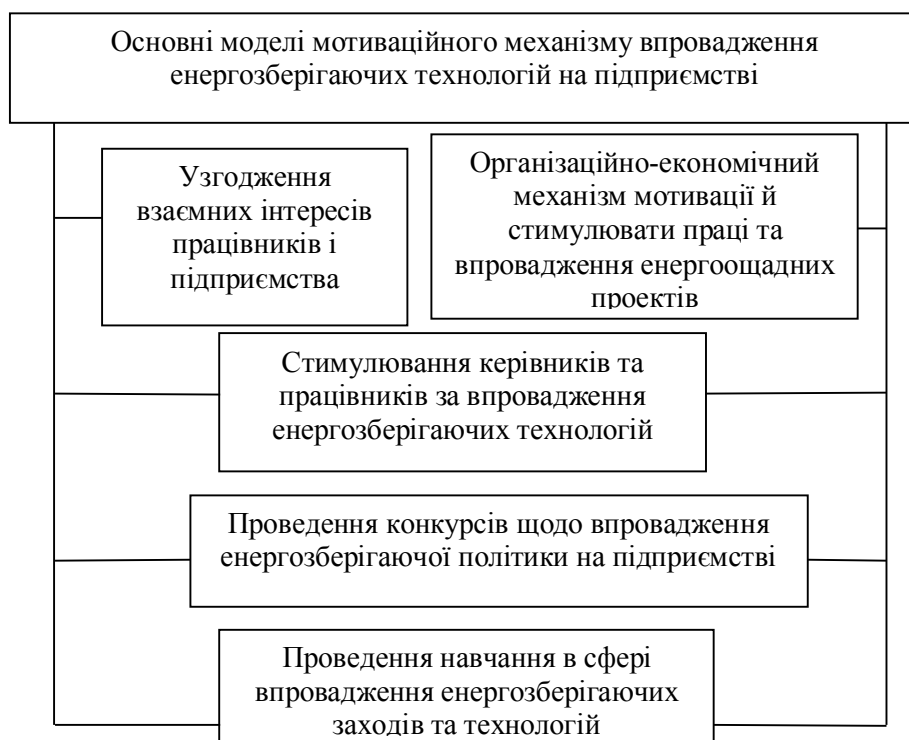 Основні моделі мотиваційного механізму впровадження
енергозберігаючих технологій на підприємстві
Узгодження
взаємних інтересів
працівників і
підприємства
Організаційно-економічний
механізм мотивації й
стимулювати праці та
впровадження енергоощадних
проектів
Стимулювання керівників та
працівників за впровадження
енергозберігаючих технологій
Проведення конкурсів щодо впровадження
енергозберігаючої політики на підприємстві
Проведення навчання в сфері
впровадження енергозберігаючих
заходів та технологій